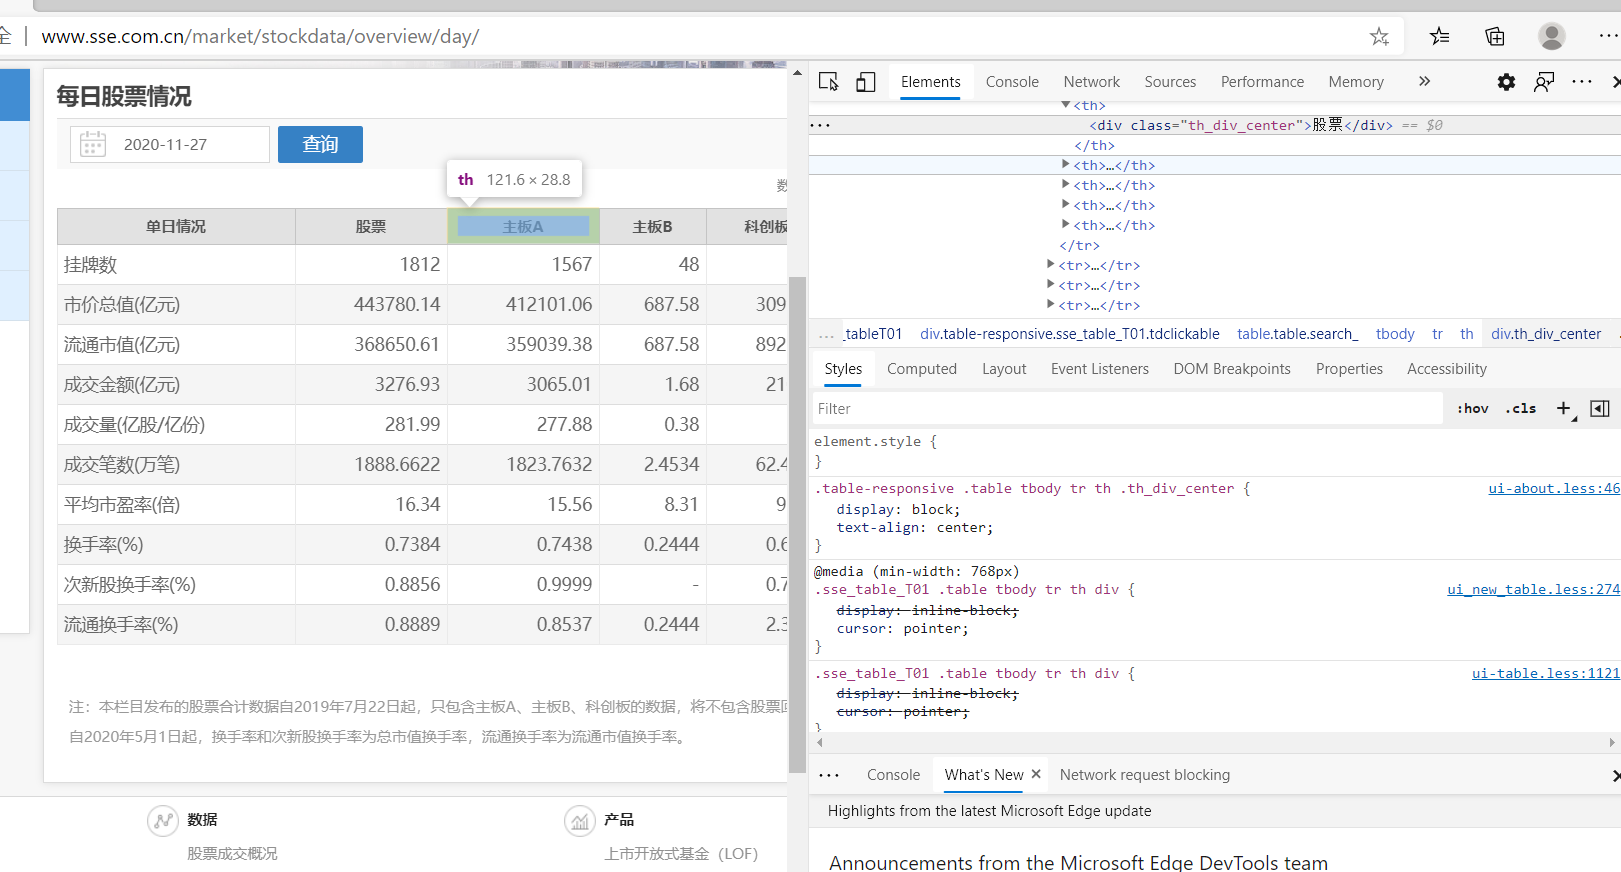 全 www.sse.com.cn/market/stockdata/overview/day/
每日股票情况
2020-11-27 查询
数
th 121.6 × 28.8
单日情况 股票 主板A 主板B 科创板
挂牌数 1812 1567 48
市价总值(亿元) 443780.14 412101.06 687.58 309
流通市值(亿元) 368650.61 359039.38 687.58 892
成交金额(亿元) 3276.93 3065.01 1.68 21
成交量(亿股/亿份) 281.99 277.88 0.38
成交笔数(万笔) 1888.6622 1823.7632 2.4534 62.4
平均市盈率(倍) 16.34 15.56 8.31 9
换手率(%) 0.7384 0.7438 0.2444 0.6
次新股换手率(%) 0.8856 0.9999 - 0.7
流通换手率(%) 0.8889 0.8537 0.2444 2.3
注：本栏目发布的股票合计数据自2019年7月22日起，只包含主板A、主板B、科创板的数据，将不包含股票回
自2020年5月1日起，换手率和次新股换手率为总市值换手率，流通换手率为流通市值换手率。
数据
股票成交概况
产品
上市开放式基金（LOF）
Elements Console Network Sources Performance Memory »
<th>
<div class="th_div_center">股票</div> == $0
</th>
<th>…</th>
<th>…</th>
<th>…</th>
<th>…</th>
</tr>
<tr>…</tr>
<tr>…</tr>
<tr>…</tr>
... _tableT01 div.table-responsive.sse_table_T01.tdclickable table.table.search_ tbody tr th div.th_div_center
Styles Computed Layout Event Listeners DOM Breakpoints Properties Accessibility
Filter :hov .cls +
element.style {
}
.table-responsive .table tbody tr th .th_div_center { ui-about.less:46
display: block;
text-align: center;
}
@media (min-width: 768px)
.sse_table_T01 .table tbody tr th div { ui_new_table.less:274
display: inline-block;
cursor: pointer;
}
.sse_table_T01 .table tbody tr th div { ui-table.less:1121
display: inline-block;
cursor: pointer;
}
Console What's New × Network request blocking
Highlights from the latest Microsoft Edge update
Announcements from the Microsoft Edge DevTools team